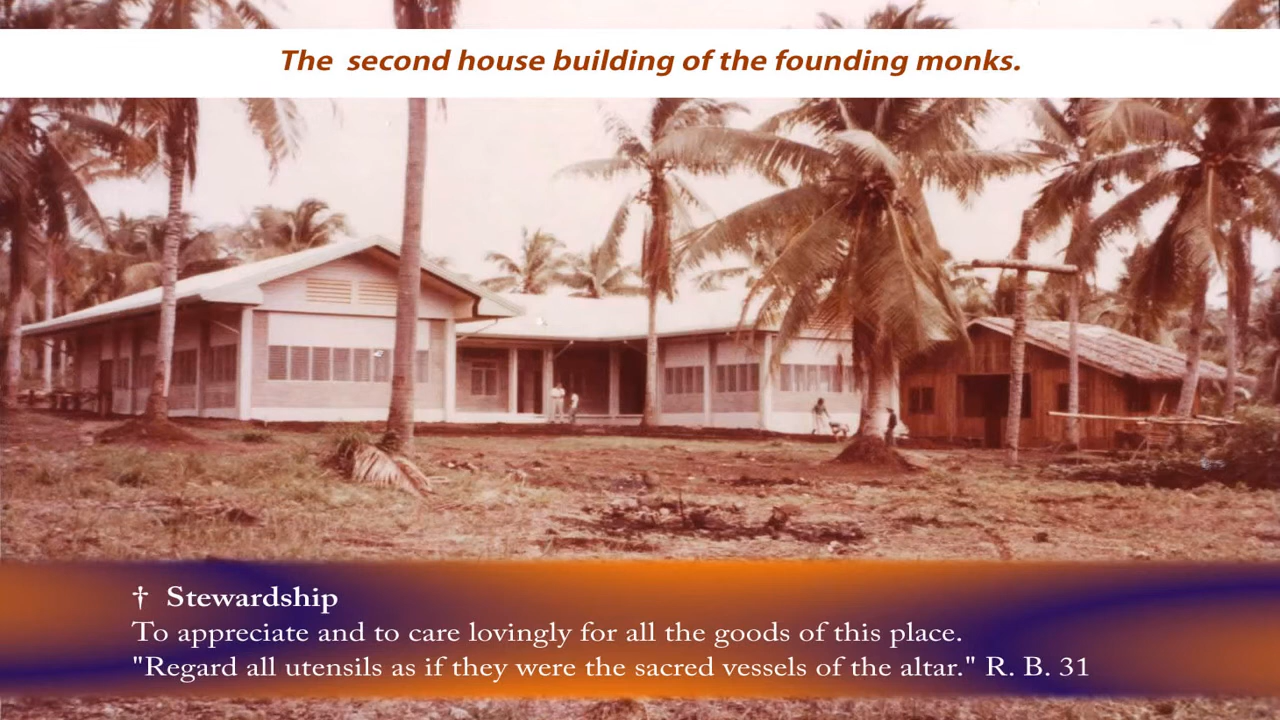 The second house building of the founding monks.
† Stewardship
To appreciate and to care lovingly for all the goods of this place.
"Regard all utensils as if they were the sacred vessels of the altar." R. B. 31